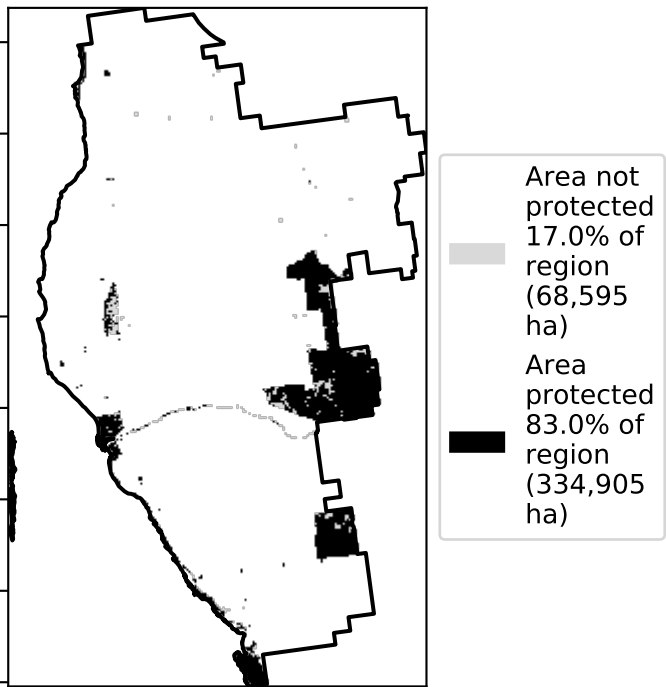 Area not
protected
17.0% of
region
(68,595
ha)
Area
protected
83.0% of
region
(334,905
ha)